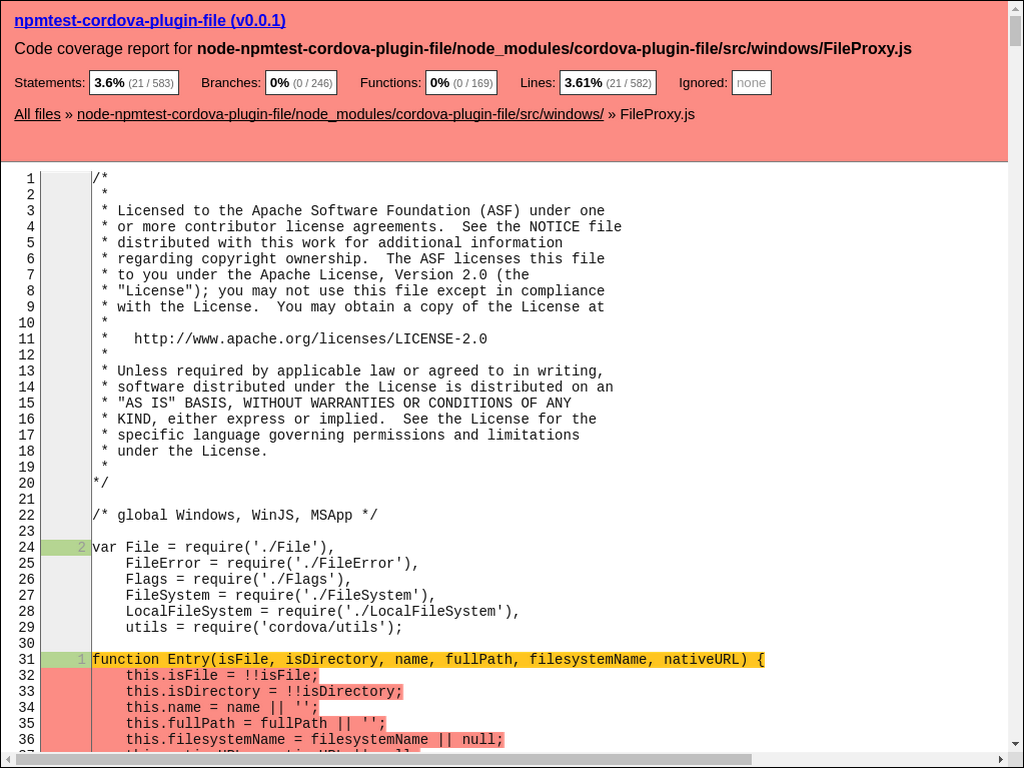 npmtest-cordova-plugin-file (v0.0.1)
Code coverage report for node-npmtest-cordova-plugin-file/node_modules/cordova-plugin-file/src/windows/FileProxy.js
Statements: 3.6% (21 / 583) Branches: 0% (0 / 246) Functions: 0% (0 / 169) Lines: 3.61% (21 / 582) Ignored: none
All files » node-npmtest-cordova-plugin-file/node_modules/cordova-plugin-file/src/windows/ » FileProxy.js
1 /*
2 *
3 * Licensed to the Apache Software Foundation (ASF) under one
4 * or more contributor license agreements.  See the NOTICE file
5 * distributed with this work for additional information
6 * regarding copyright ownership.  The ASF licenses this file
7 * to you under the Apache License, Version 2.0 (the
8 * "License"); you may not use this file except in compliance
9 * with the License.  You may obtain a copy of the License at
10 *
11 *   http://www.apache.org/licenses/LICENSE-2.0
12 *
13 * Unless required by applicable law or agreed to in writing,
14 * software distributed under the License is distributed on an
15 * "AS IS" BASIS, WITHOUT WARRANTIES OR CONDITIONS OF ANY
16 * KIND, either express or implied.  See the License for the
17 * specific language governing permissions and limitations
18 * under the License.
19 *
20 */
21
22 /* global Windows, WinJS, MSApp */
23
24 2 var File = require('./File'),
25     FileError = require('./FileError'),
26     Flags = require('./Flags'),
27     FileSystem = require('./FileSystem'),
28     LocalFileSystem = require('./LocalFileSystem'),
29     utils = require('cordova/utils');
30
31 1 function Entry(isFile, isDirectory, name, fullPath, filesystemName, nativeURL) {
32     this.isFile = !!isFile;
33     this.isDirectory = !!isDirectory;
34     this.name = name || '';
35     this.fullPath = fullPath || '';
36     this.filesystemName = filesystemName || null;